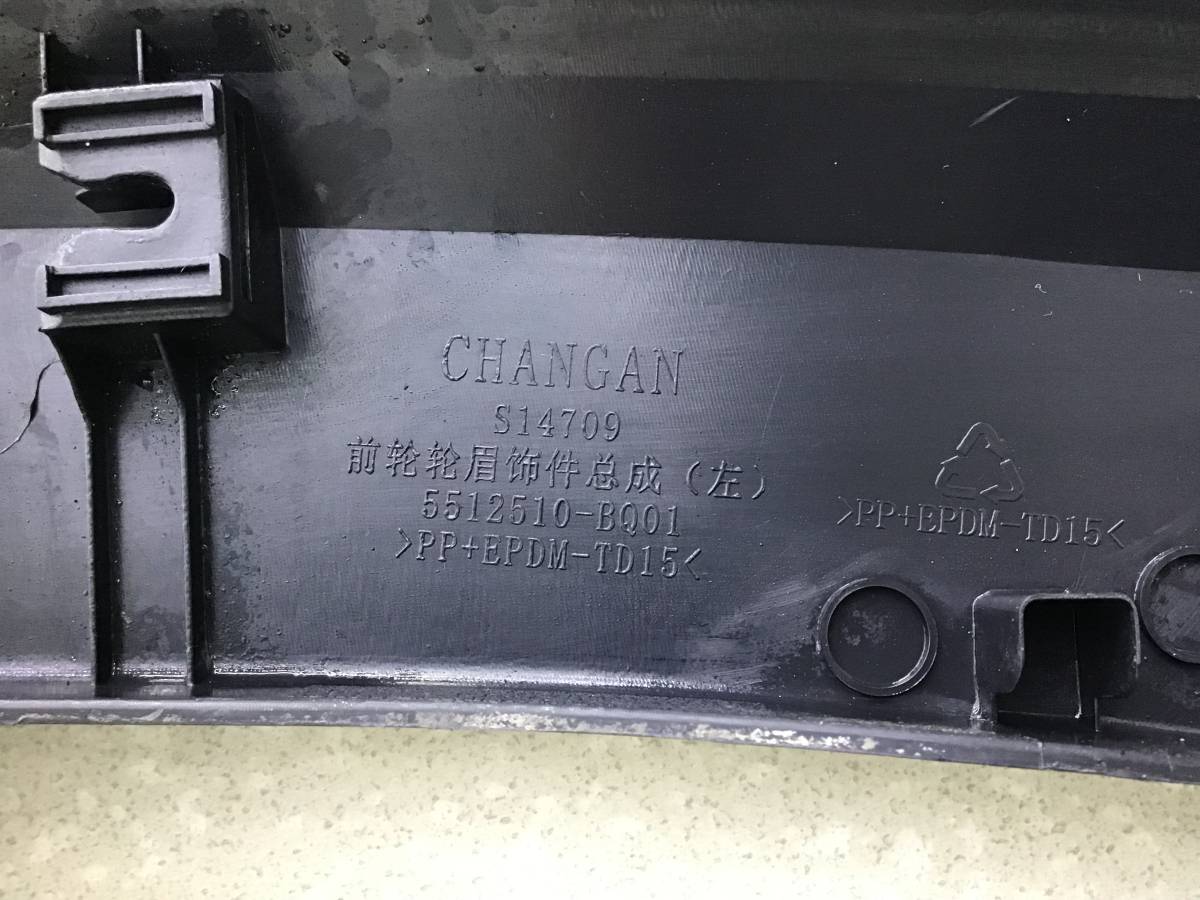 CHANGAN
S14709
前轮轮眉饰件总成(左)
5512510-BQ01
>PP+EPDM-TD15<
>PP+EPDM-TD15<